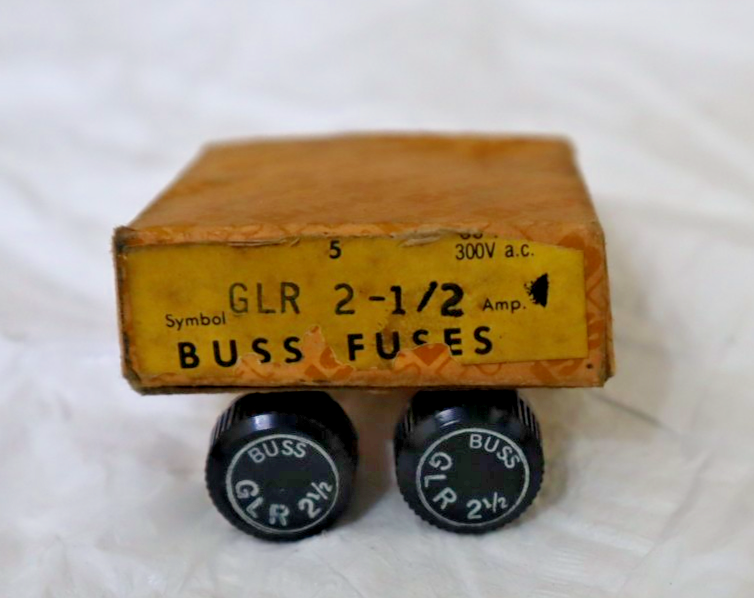 5
300V a.c.
Symbol GLR 2-1/2 Amp.
BUSS FUSES
BUSS
GLR 2½
BUSS
GLR 2½